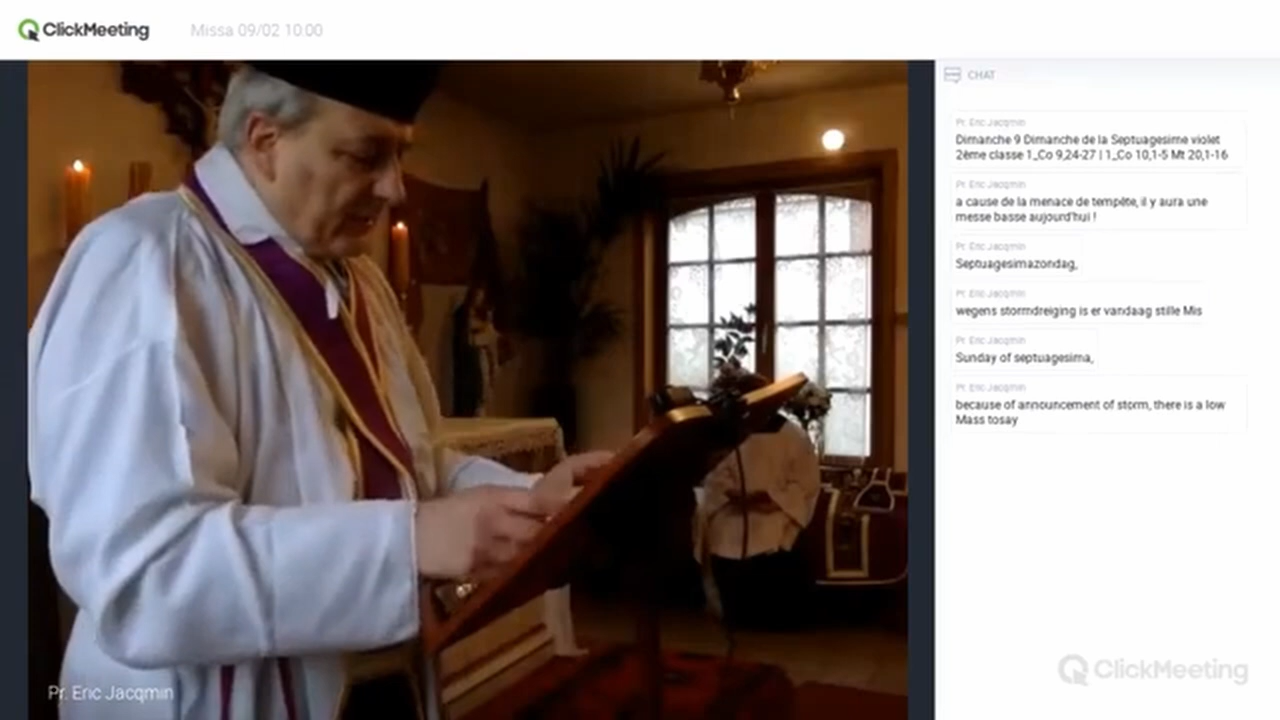 ClickMeeting
Missa 09/02 10:00
CHAT
Pr. Eric Jacqmin
Dimanche 9 Dimanche de la Septuagesime violet
2ème classe 1_Co 9,24-27 | 1_Co 10,1-5 Mt 20,1-16
Pr. Eric Jacqmin
a cause de la menace de tempête, il y aura une
messe basse aujourd'hui !
Pr. Eric Jacqmin
Septuagesimazondag,
Pr. Eric Jacqmin
wegens stormdreiging is er vandaag stille Mis
Pr. Eric Jacqmin
Sunday of septuagesima,
Pr. Eric Jacqmin
because of announcement of storm, there is a low
Mass tosay
Pr. Eric Jacqmin
ClickMeeting